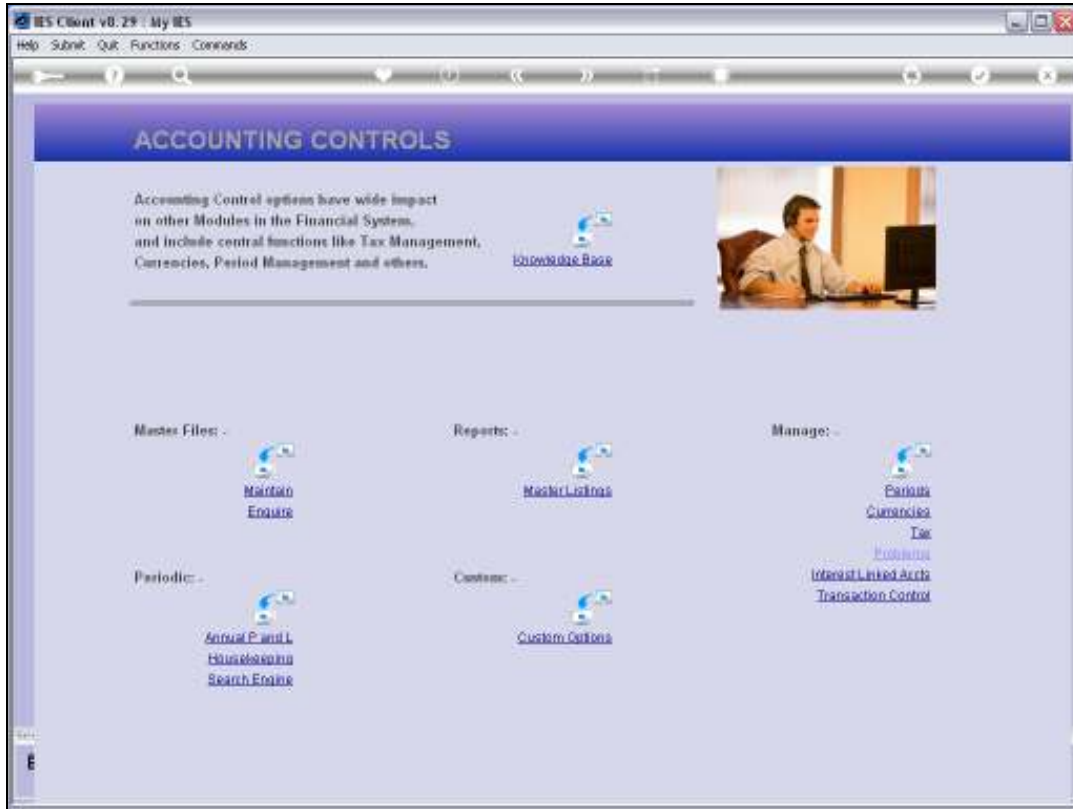 IES Client v8.29 : My IES
Help Submit Quit Functions Commands
ACCOUNTING CONTROLS
Accounting Control options have wide impact
on other Modules in the Financial System,
and include central functions like Tax Management,
Currencies, Period Management and others.
Knowledge Base
Master Files: -
Maintain
Enquire
Reports: -
Master Listings
Manage: -
Periods
Currencies
Tax
Problems
Interest Linked Accts
Transaction Control
Periodic: -
Annual P and L
Housekeeping
Search Engine
Custom: -
Custom Options